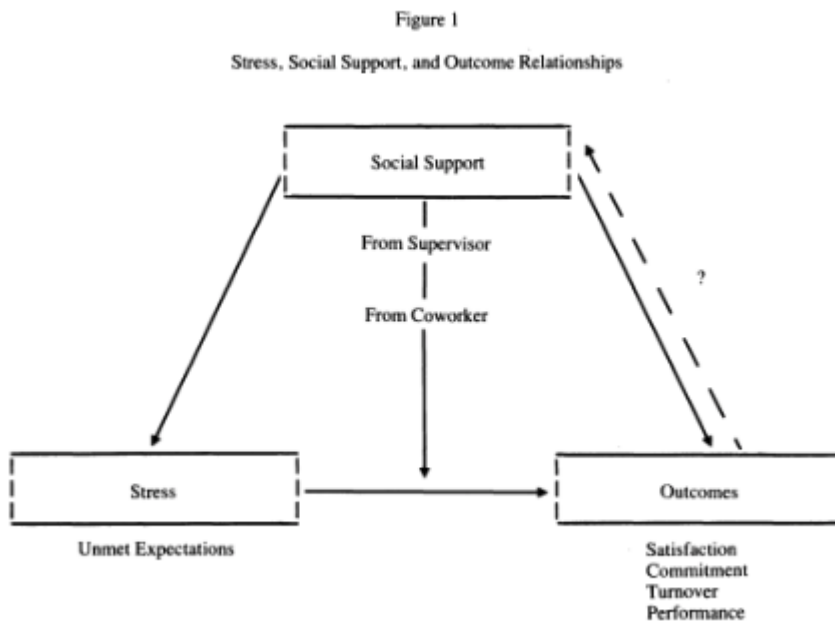 Figure 1
Stress, Social Support, and Outcome Relationships
Social Support
From Supervisor
?
From Coworker
Stress
Outcomes
Unmet Expectations
Satisfaction
Commitment
Turnover
Performance